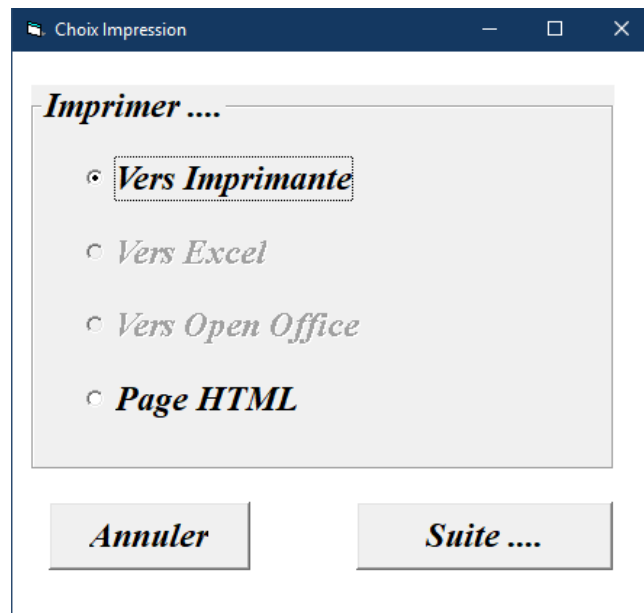 Choix Impression
Imprimer ....
Vers Imprimante
Vers Excel
Vers Open Office
Page HTML
Annuler Suite ....